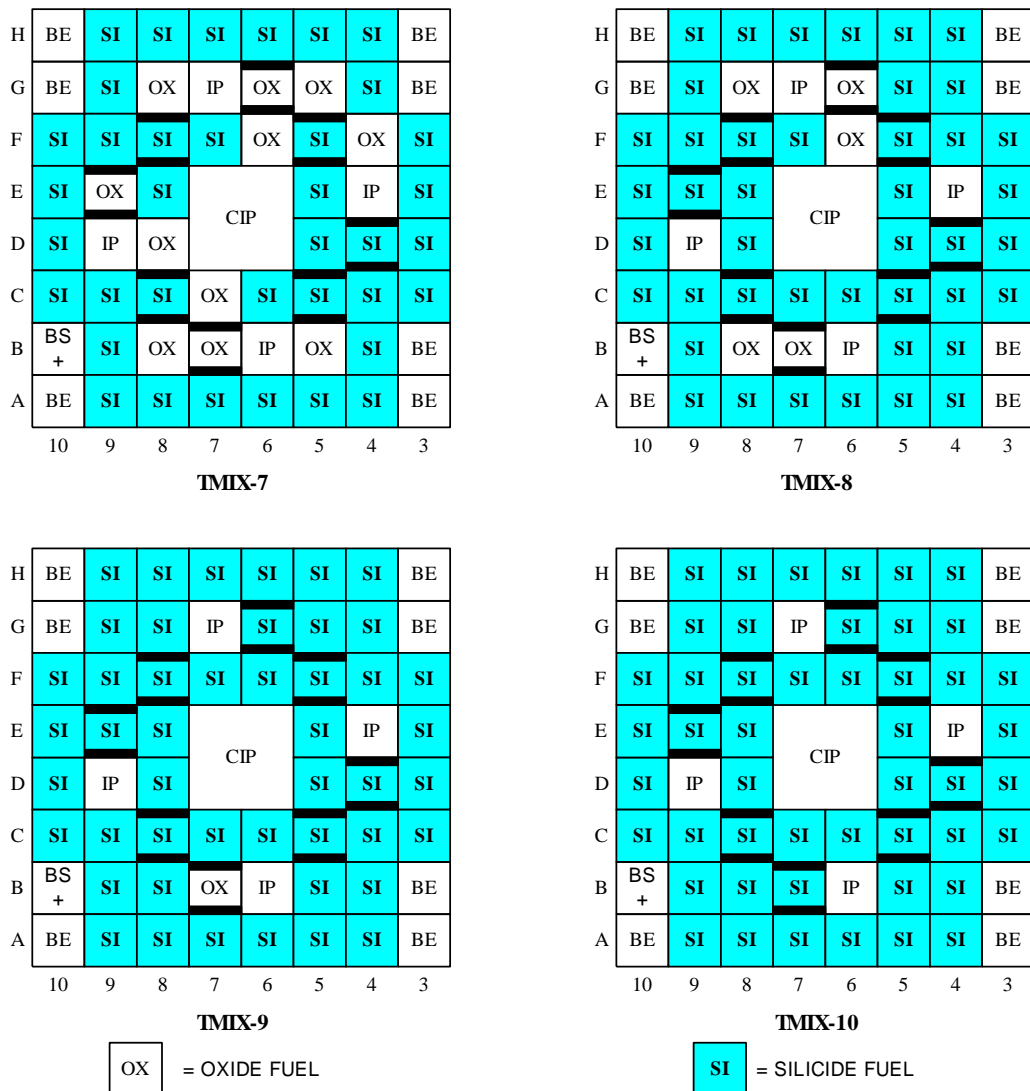 H BE SI SI SI SI SI SI BE
G BE SI OX IP OX OX SI BE
F SI SI SI SI OX SI OX SI
E SI OX SI SI IP SI
CIP
D SI IP OX SI SI SI
C SI SI SI OX SI SI SI SI
B BS + SI OX OX IP OX SI BE
A BE SI SI SI SI SI SI BE
10 9 8 7 6 5 4 3
TMIX-7
H BE SI SI SI SI SI SI BE
G BE SI OX IP OX SI SI BE
F SI SI SI SI OX SI SI SI
E SI SI SI SI IP SI
CIP
D SI IP SI SI SI SI
C SI SI SI SI SI SI SI SI
B BS + SI OX OX IP SI SI BE
A BE SI SI SI SI SI SI BE
10 9 8 7 6 5 4 3
TMIX-8
H BE SI SI SI SI SI SI BE
G BE SI SI IP SI SI SI BE
F SI SI SI SI SI SI SI SI
E SI SI SI SI IP SI
CIP
D SI IP SI SI SI SI
C SI SI SI SI SI SI SI SI
B BS + SI SI OX IP SI SI BE
A BE SI SI SI SI SI SI BE
10 9 8 7 6 5 4 3
TMIX-9
H BE SI SI SI SI SI SI BE
G BE SI SI IP SI SI SI BE
F SI SI SI SI SI SI SI SI
E SI SI SI SI IP SI
CIP
D SI IP SI SI SI SI
C SI SI SI SI SI SI SI SI
B BS + SI SI SI IP SI SI BE
A BE SI SI SI SI SI SI BE
10 9 8 7 6 5 4 3
TMIX-10
OX = OXIDE FUEL
SI = SILICIDE FUEL